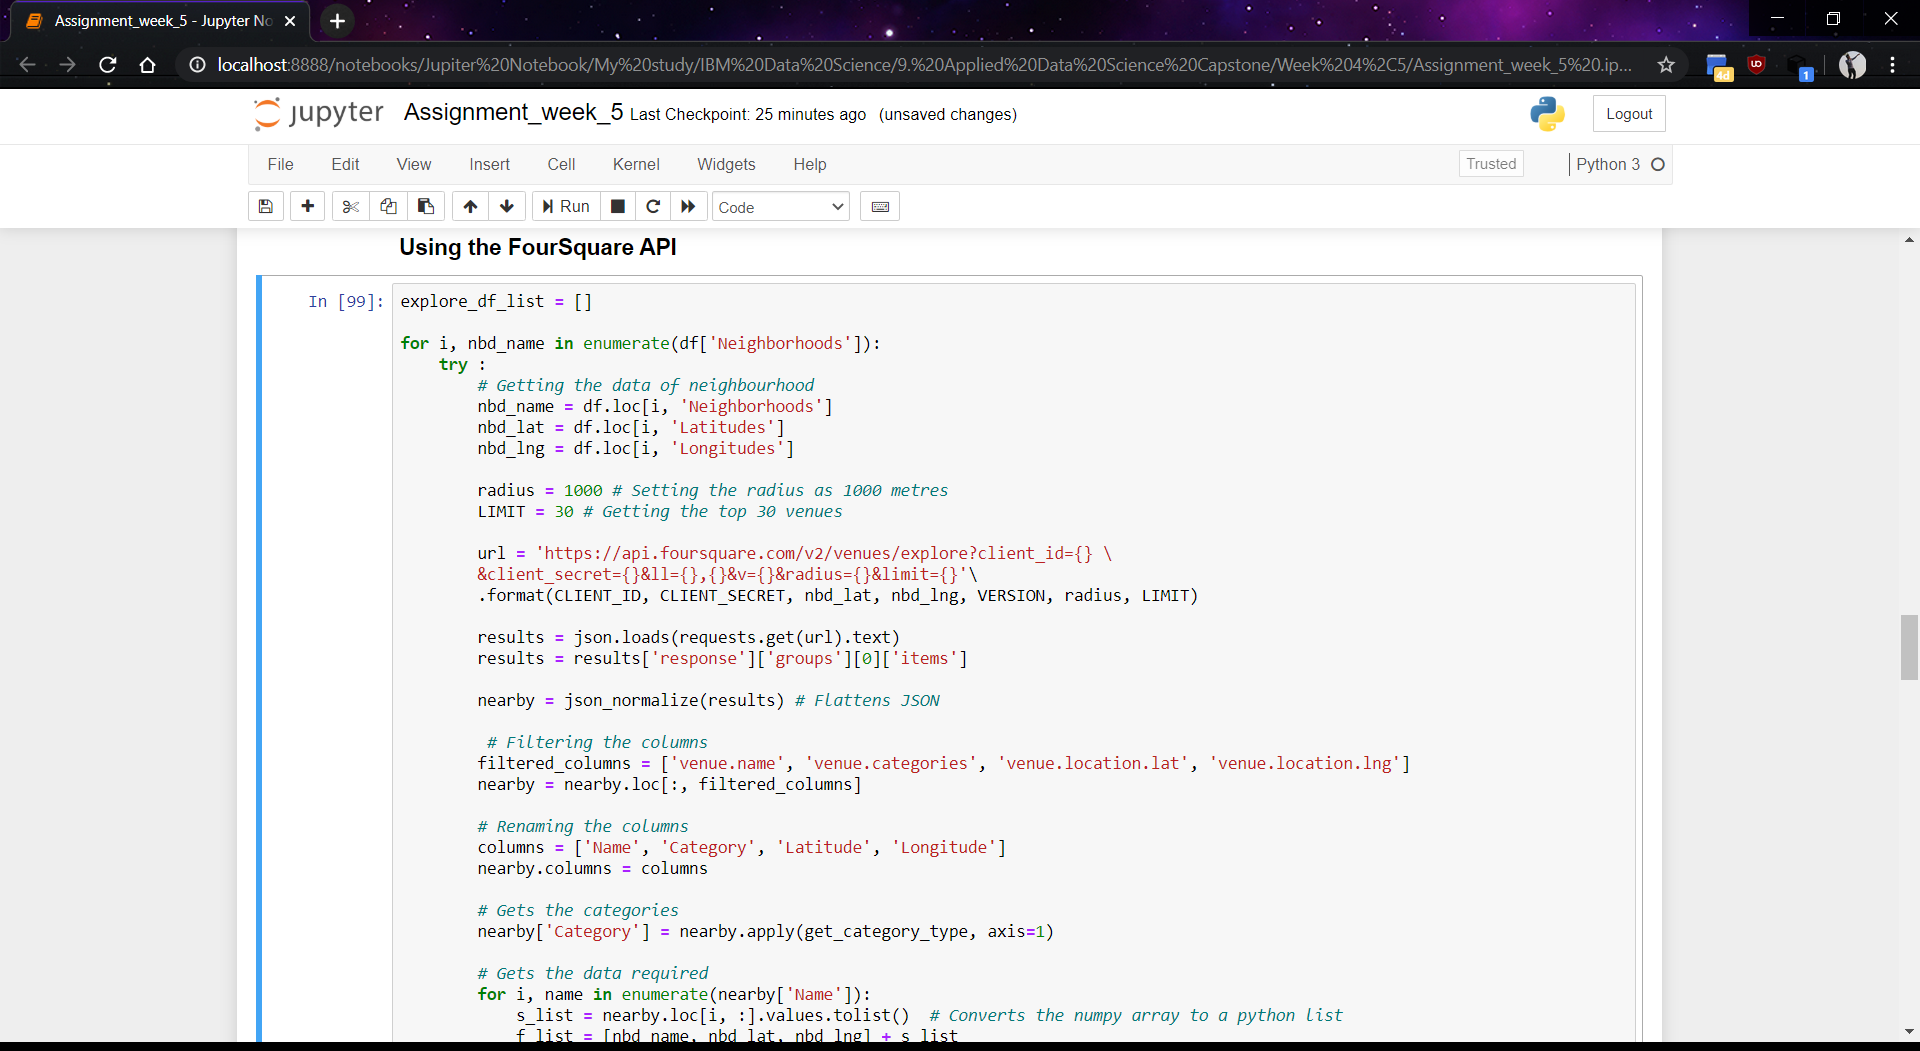 Assignment_week_5 - Jupyter No
localhost:8888/notebooks/Jupiter%20Notebook/My%20study/IBM%20Data%20Science/9.%20Applied%20Data%20Science%20Capstone/Week%204%2C5/Assignment_week_5%20.ip...
4d
UD
1
jupyter Assignment_week_5 Last Checkpoint: 25 minutes ago (unsaved changes)
Logout
File Edit View Insert Cell Kernel Widgets Help
Trusted
Python 3
Run
Code
Using the FourSquare API
In [99]: explore_df_list = []
for i, nbd_name in enumerate(df['Neighborhoods']):
    try :
        # Getting the data of neighbourhood
        nbd_name = df.loc[i, 'Neighborhoods']
        nbd_lat = df.loc[i, 'Latitudes']
        nbd_lng = df.loc[i, 'Longitudes']
        radius = 1000 # Setting the radius as 1000 metres
        LIMIT = 30 # Getting the top 30 venues
        url = 'https://api.foursquare.com/v2/venues/explore?client_id={} \
        &client_secret={}&ll={},{}&v={}&radius={}&limit={}'\
        .format(CLIENT_ID, CLIENT_SECRET, nbd_lat, nbd_lng, VERSION, radius, LIMIT)
        results = json.loads(requests.get(url).text)
        results = results['response']['groups'][0]['items']
        nearby = json_normalize(results) # Flattens JSON
         # Filtering the columns
        filtered_columns = ['venue.name', 'venue.categories', 'venue.location.lat', 'venue.location.lng']
        nearby = nearby.loc[:, filtered_columns]
        # Renaming the columns
        columns = ['Name', 'Category', 'Latitude', 'Longitude']
        nearby.columns = columns
        # Gets the categories
        nearby['Category'] = nearby.apply(get_category_type, axis=1)
        # Gets the data required
        for i, name in enumerate(nearby['Name']):
            s_list = nearby.loc[i, :].values.tolist()  # Converts the numpy array to a python list
            f_list = [nbd_name, nbd_lat, nbd_lng] + s_list